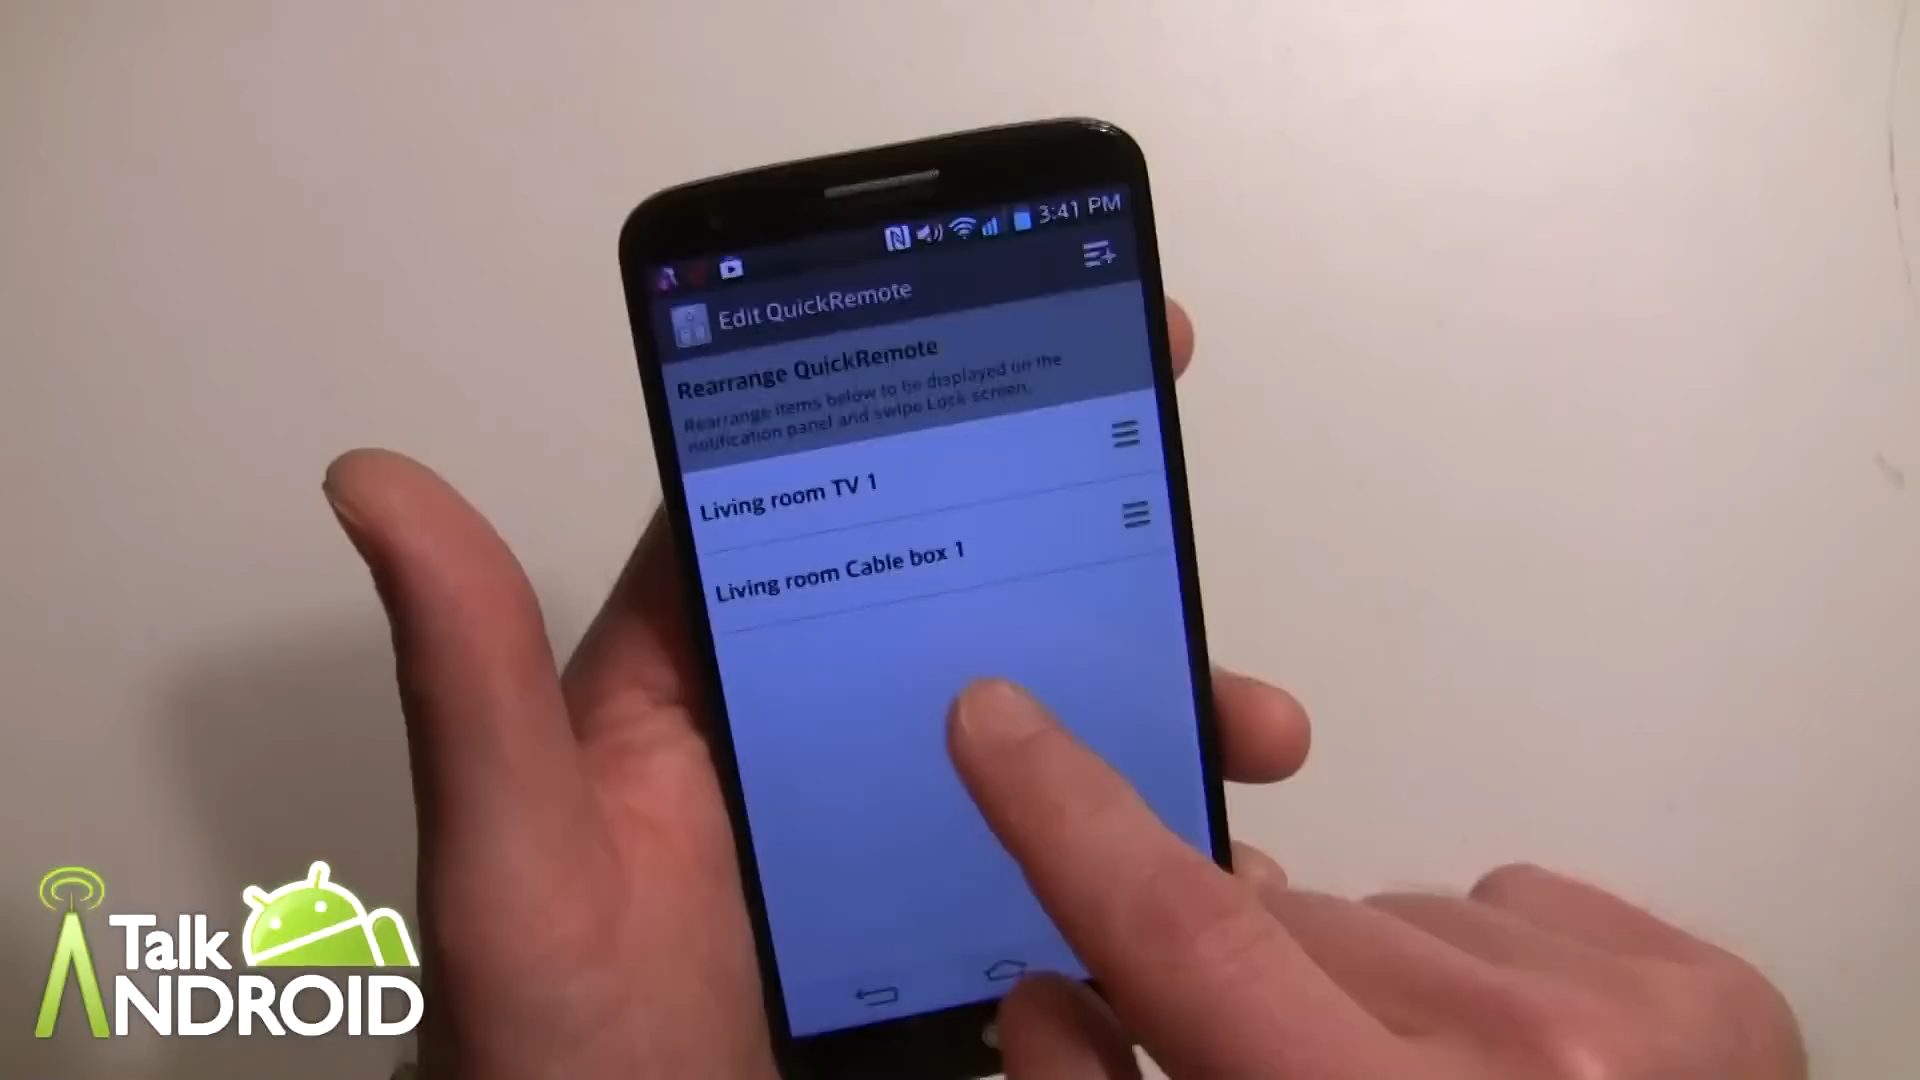 3:41 PM
Edit QuickRemote
Rearrange QuickRemote
Rearrange items below to be displayed on the
notification panel and swipe Lock screen.
Living room TV 1
Living room Cable box 1
Talk
ANDROID